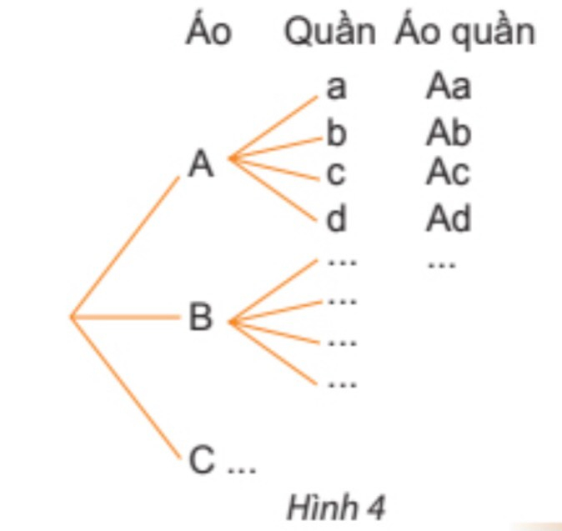 Áo Quần Áo quần
a Aa
b Ab
A c Ac
d Ad
... ...
...
B ...
...
C ...
Hình 4